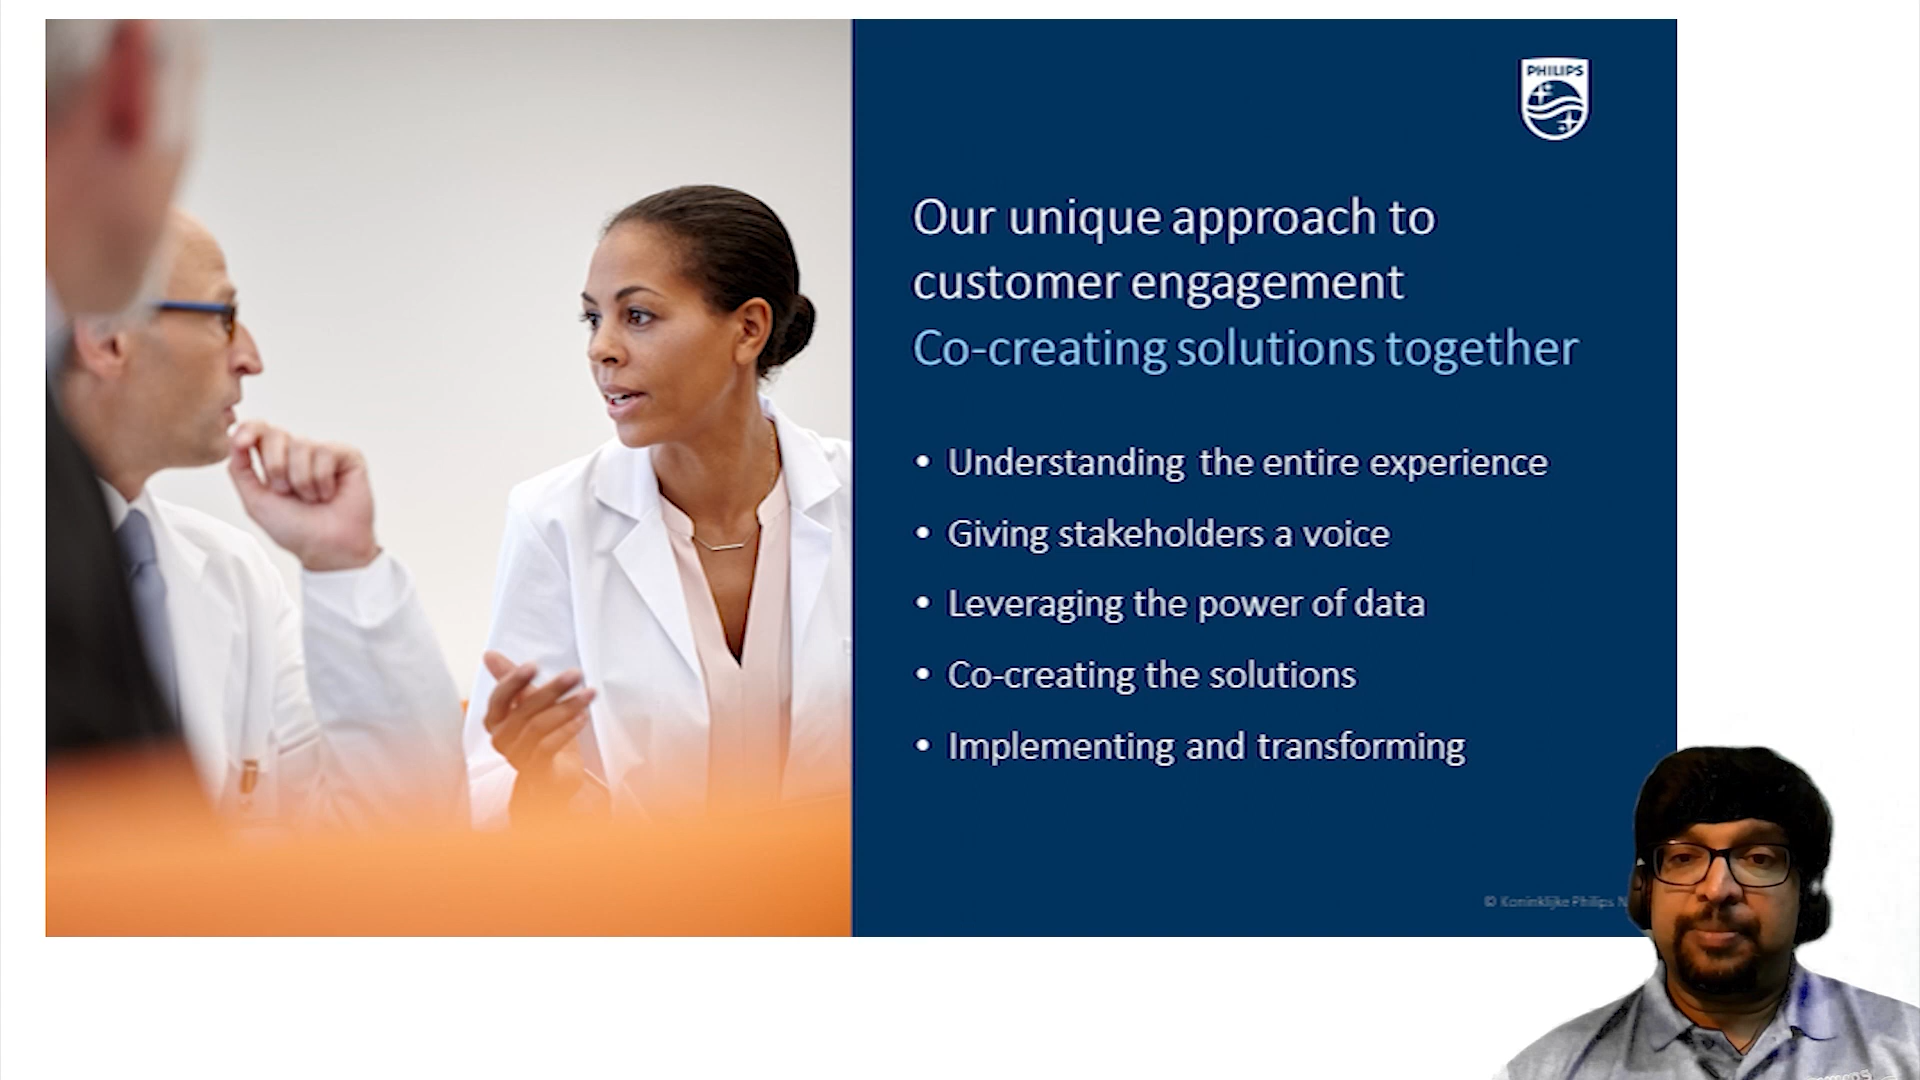 PHILIPS
Our unique approach to
customer engagement
Co-creating solutions together
• Understanding the entire experience
• Giving stakeholders a voice
• Leveraging the power of data
• Co-creating the solutions
• Implementing and transforming
© Koninklijke Philips N